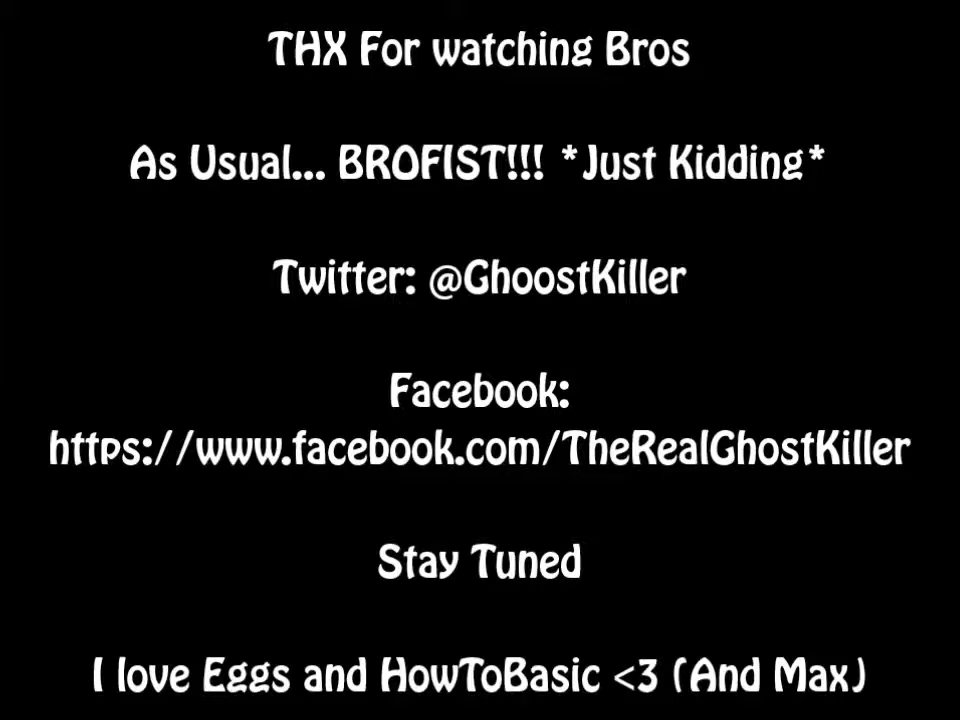 THX For watching Bros
As Usual... BROFIST!!! *Just Kidding*
Twitter: @GhoostKiller
Facebook:
https://www.facebook.com/TheRealGhostKiller
Stay Tuned
I love Eggs and HowToBasic <3 (And Max)